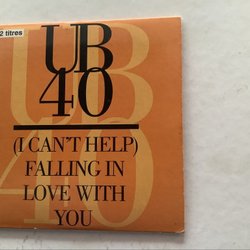 2 titres
UB
40
(I CAN'T HELP)
FALLING IN
LOVE WITH
YOU